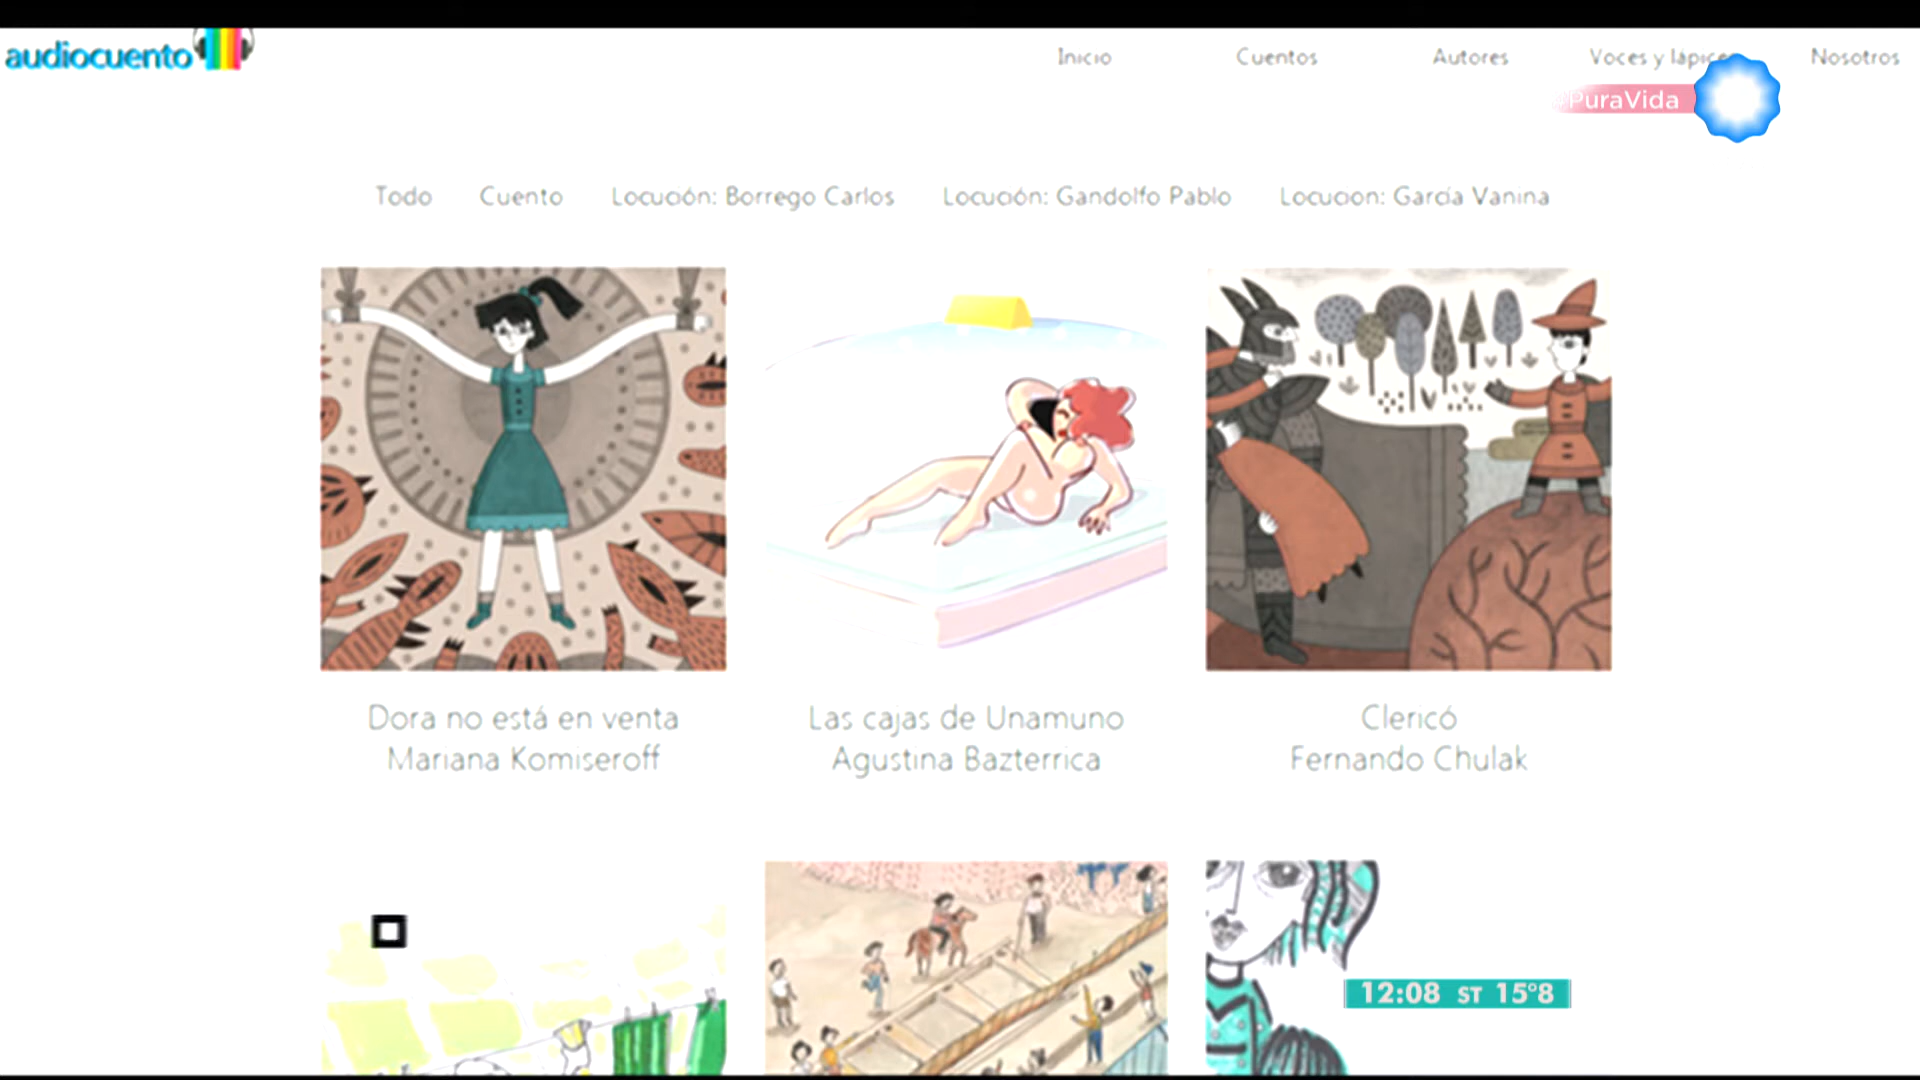 audiocuento
Inicio Cuentos Autores Voces y lápices Nosotros
#PuraVida
Todo Cuento Locución: Borrego Carlos Locución: Gandolfo Pablo Locucion: García Vanina
Dora no está en venta
Mariana Komiseroff
Las cajas de Unamuno
Agustina Bazterrica
Clericó
Fernando Chulak
12:08 ST 15°8